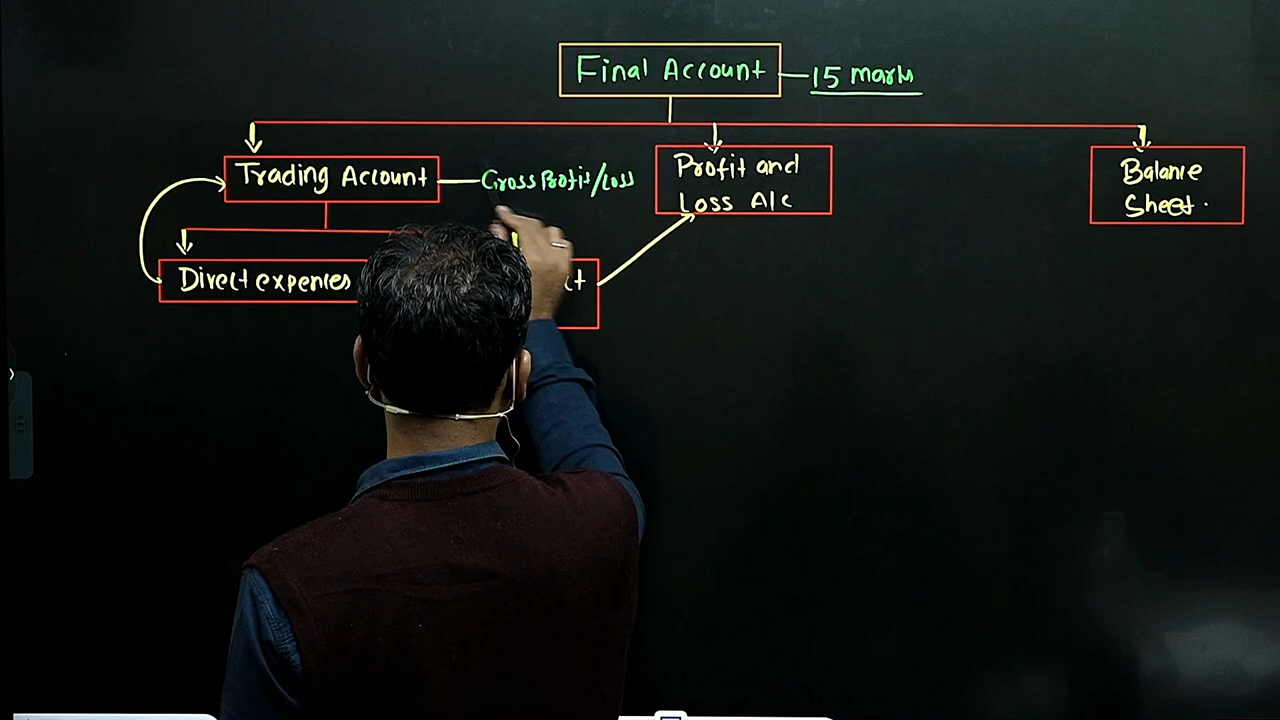 Final Account
15 marks
Trading Account
Gross Profit/Loss
Profit and
Loss A/c
Balance
Sheet.
Direct expenses